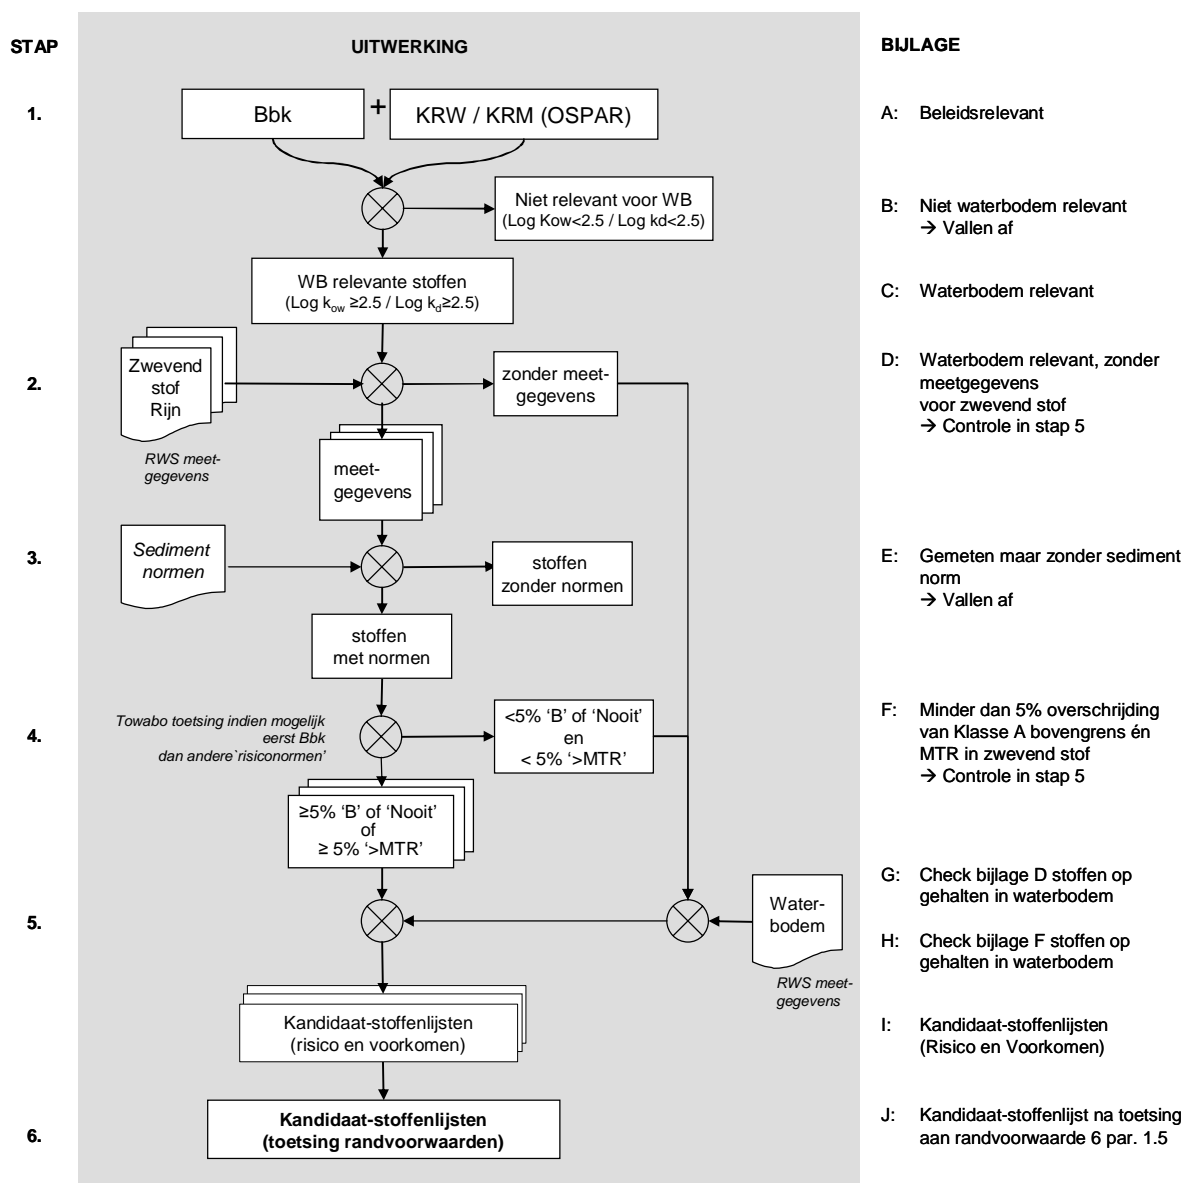 STAP
UITWERKING
BIJLAGE
1.
Bbk
+
KRW / KRM (OSPAR)
A: Beleidsrelevant
Niet relevant voor WB
(Log Kow<2.5 / Log kd<2.5)
B: Niet waterbodem relevant
→ Vallen af
WB relevante stoffen
(Log kow ≥2.5 / Log kd≥2.5)
C: Waterbodem relevant
2.
Zwevend
stof
Rijn
RWS meet-
gegevens
zonder meet-
gegevens
D: Waterbodem relevant, zonder
meetgegevens
voor zwevend stof
→ Controle in stap 5
meet-
gegevens
3.
Sediment
normen
stoffen
zonder normen
E: Gemeten maar zonder sediment
norm
→ Vallen af
stoffen
met normen
4.
Towabo toetsing indien mogelijk
eerst Bbk
dan andere`risiconormen’
<5% ‘B’ of ‘Nooit’
en
< 5% ‘>MTR’
F: Minder dan 5% overschrijding
van Klasse A bovengrens én
MTR in zwevend stof
→ Controle in stap 5
≥5% ‘B’ of ‘Nooit’
of
≥ 5% ‘>MTR’
5.
Water-
bodem
RWS meet-
gegevens
G: Check bijlage D stoffen op
gehalten in waterbodem
H: Check bijlage F stoffen op
gehalten in waterbodem
Kandidaat-stoffenlijsten
(risico en voorkomen)
I: Kandidaat-stoffenlijsten
(Risico en Voorkomen)
6.
Kandidaat-stoffenlijsten
(toetsing randvoorwaarden)
J: Kandidaat-stoffenlijst na toetsing
aan randvoorwaarde 6 par. 1.5